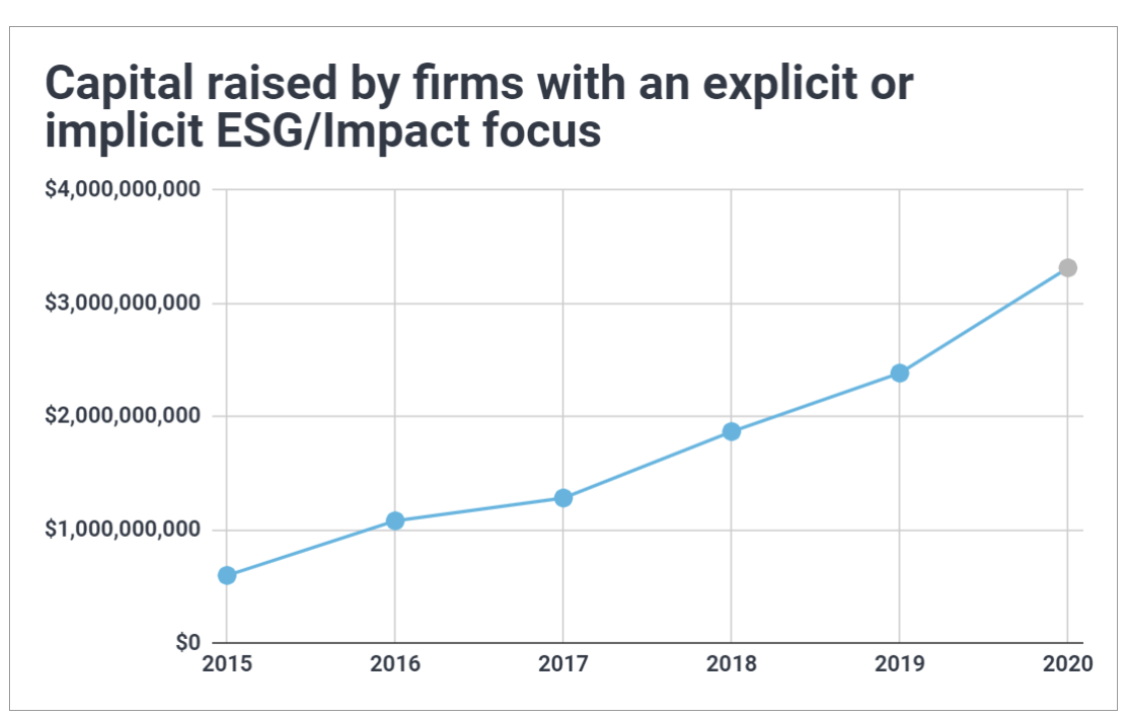 Capital raised by firms with an explicit or
implicit ESG/Impact focus
$4,000,000,000
$3,000,000,000
$2,000,000,000
$1,000,000,000
$0
2015 2016 2017 2018 2019 2020